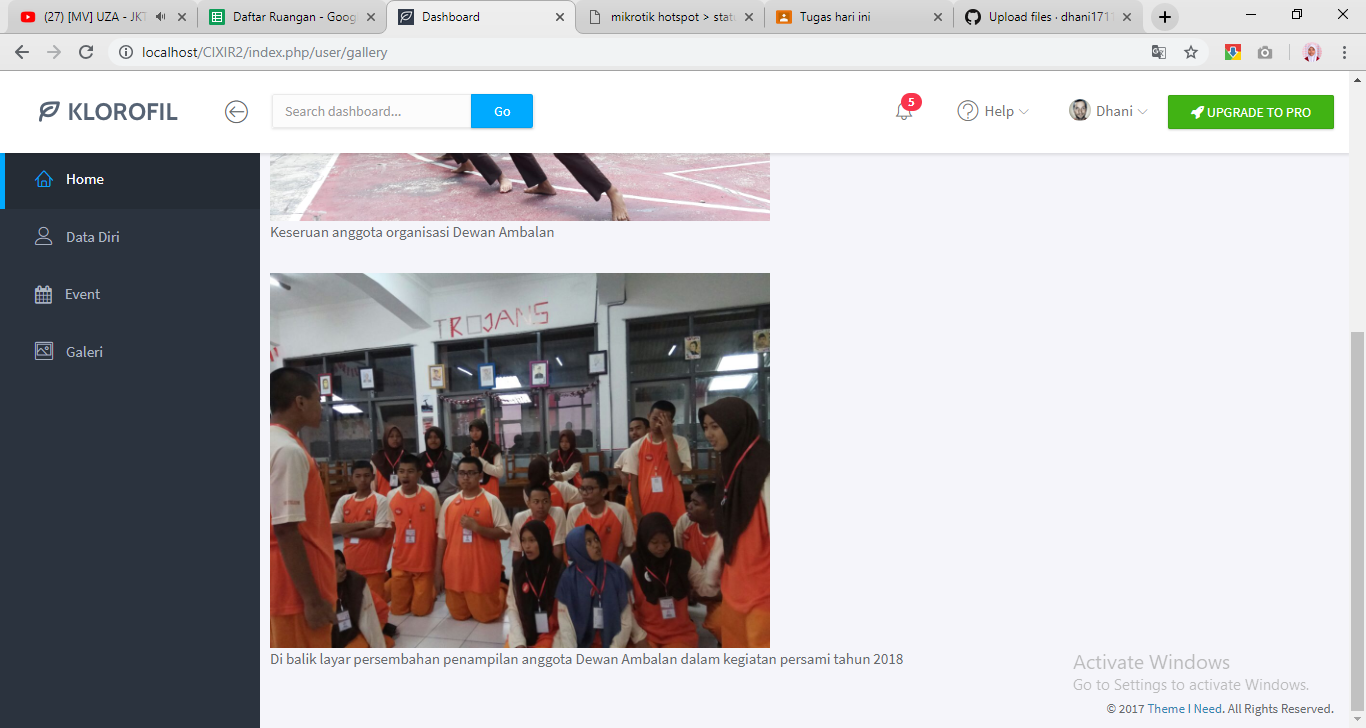 (27) [MV] UZA - JKT
Daftar Ruangan - Goog
Dashboard
mikrotik hotspot > statu
Tugas hari ini
Upload files · dhani1711
localhost/CIXIR2/index.php/user/gallery
KLOROFIL
Search dashboard...
Go
5
Help
Dhani
UPGRADE TO PRO
Home
Data Diri
Event
Galeri
Keseruan anggota organisasi Dewan Ambalan
TROJANS
Di balik layar persembahan penampilan anggota Dewan Ambalan dalam kegiatan persami tahun 2018
Activate Windows
Go to Settings to activate Windows.
© 2017 Theme I Need. All Rights Reserved.